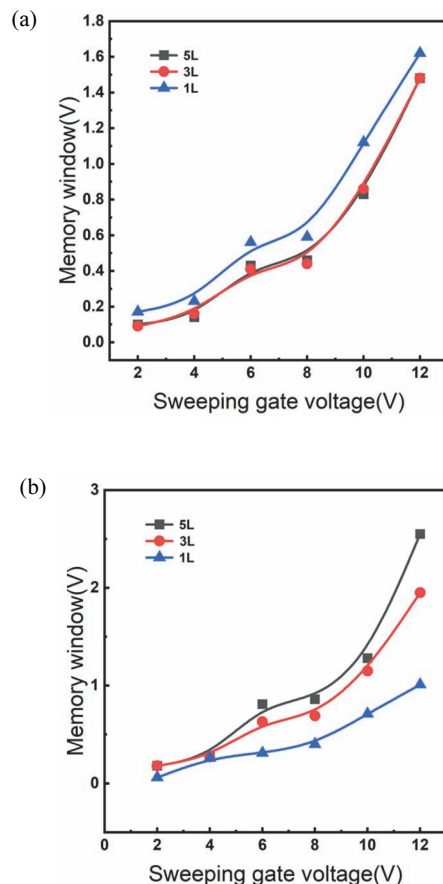 (a)
1.8
1.6
1.4
1.2
1.0
0.8
0.6
0.4
0.2
0.0
Memory window(V)
5L
3L
1L
2 4 6 8 10 12
Sweeping gate voltage(V)
(b)
3
2
1
0
Memory window(V)
5L
3L
1L
0 2 4 6 8 10 12
Sweeping gate voltage(V)